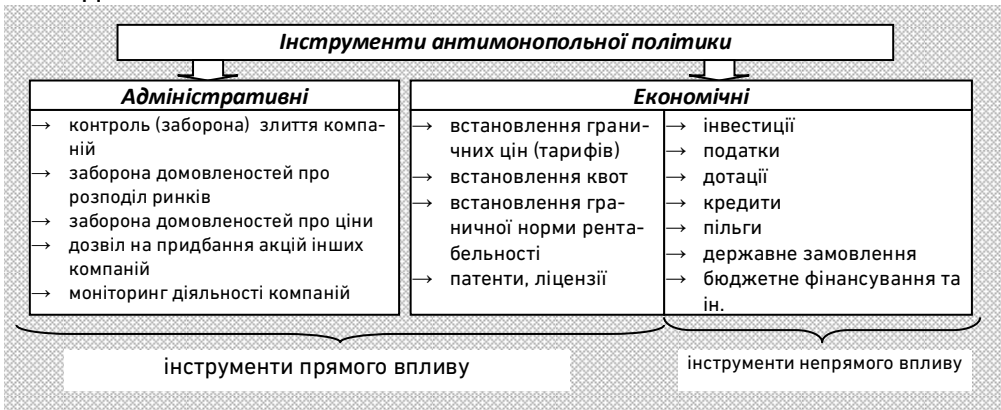 Інструменти антимонопольної політики
Адміністративні
→ контроль (заборона) злиття компа-
ній
→ заборона домовленостей про
розподіл ринків
→ заборона домовленостей про ціни
→ дозвіл на придбання акцій інших
компаній
→ моніторинг діяльності компаній
Економічні
→ встановлення грани-
чних цін (тарифів)
→ встановлення квот
→ встановлення гра-
ничної норми рента-
бельності
→ патенти, ліцензії
→ інвестиції
→ податки
→ дотації
→ кредити
→ пільги
→ державне замовлення
→ бюджетне фінансування та
ін.
інструменти прямого впливу
інструменти непрямого впливу